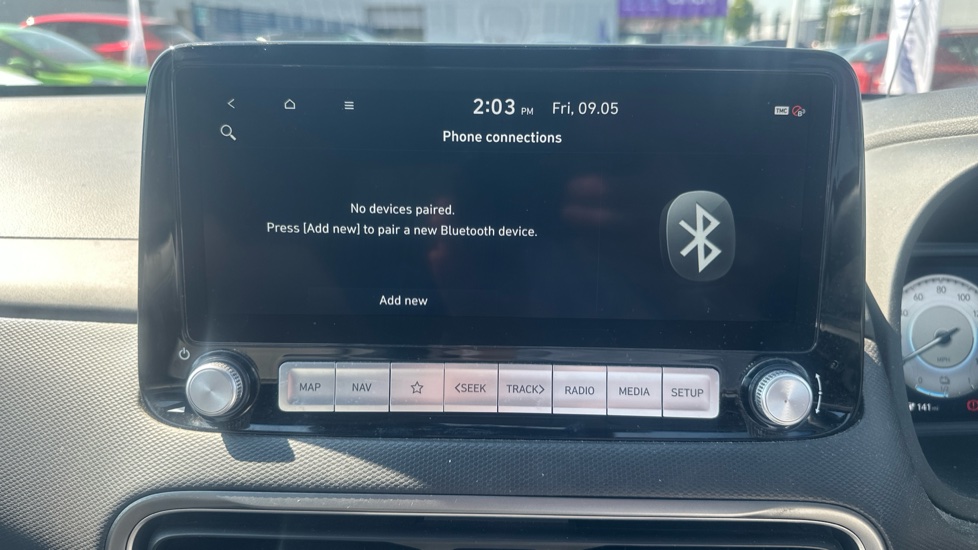 2:03 PM Fri, 09.05
TMC
Phone connections
No devices paired.
Press [Add new] to pair a new Bluetooth device.
Add new
MAP NAV <SEEK TRACK> RADIO MEDIA SETUP
60 80 100
MPH
141